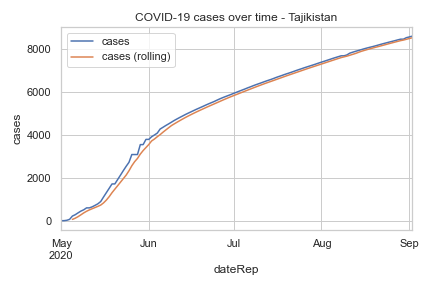 COVID-19 cases over time - Tajikistan
cases
cases (rolling)
cases
8000
6000
4000
2000
0
May
2020
Jun
Jul
Aug
Sep
dateRep